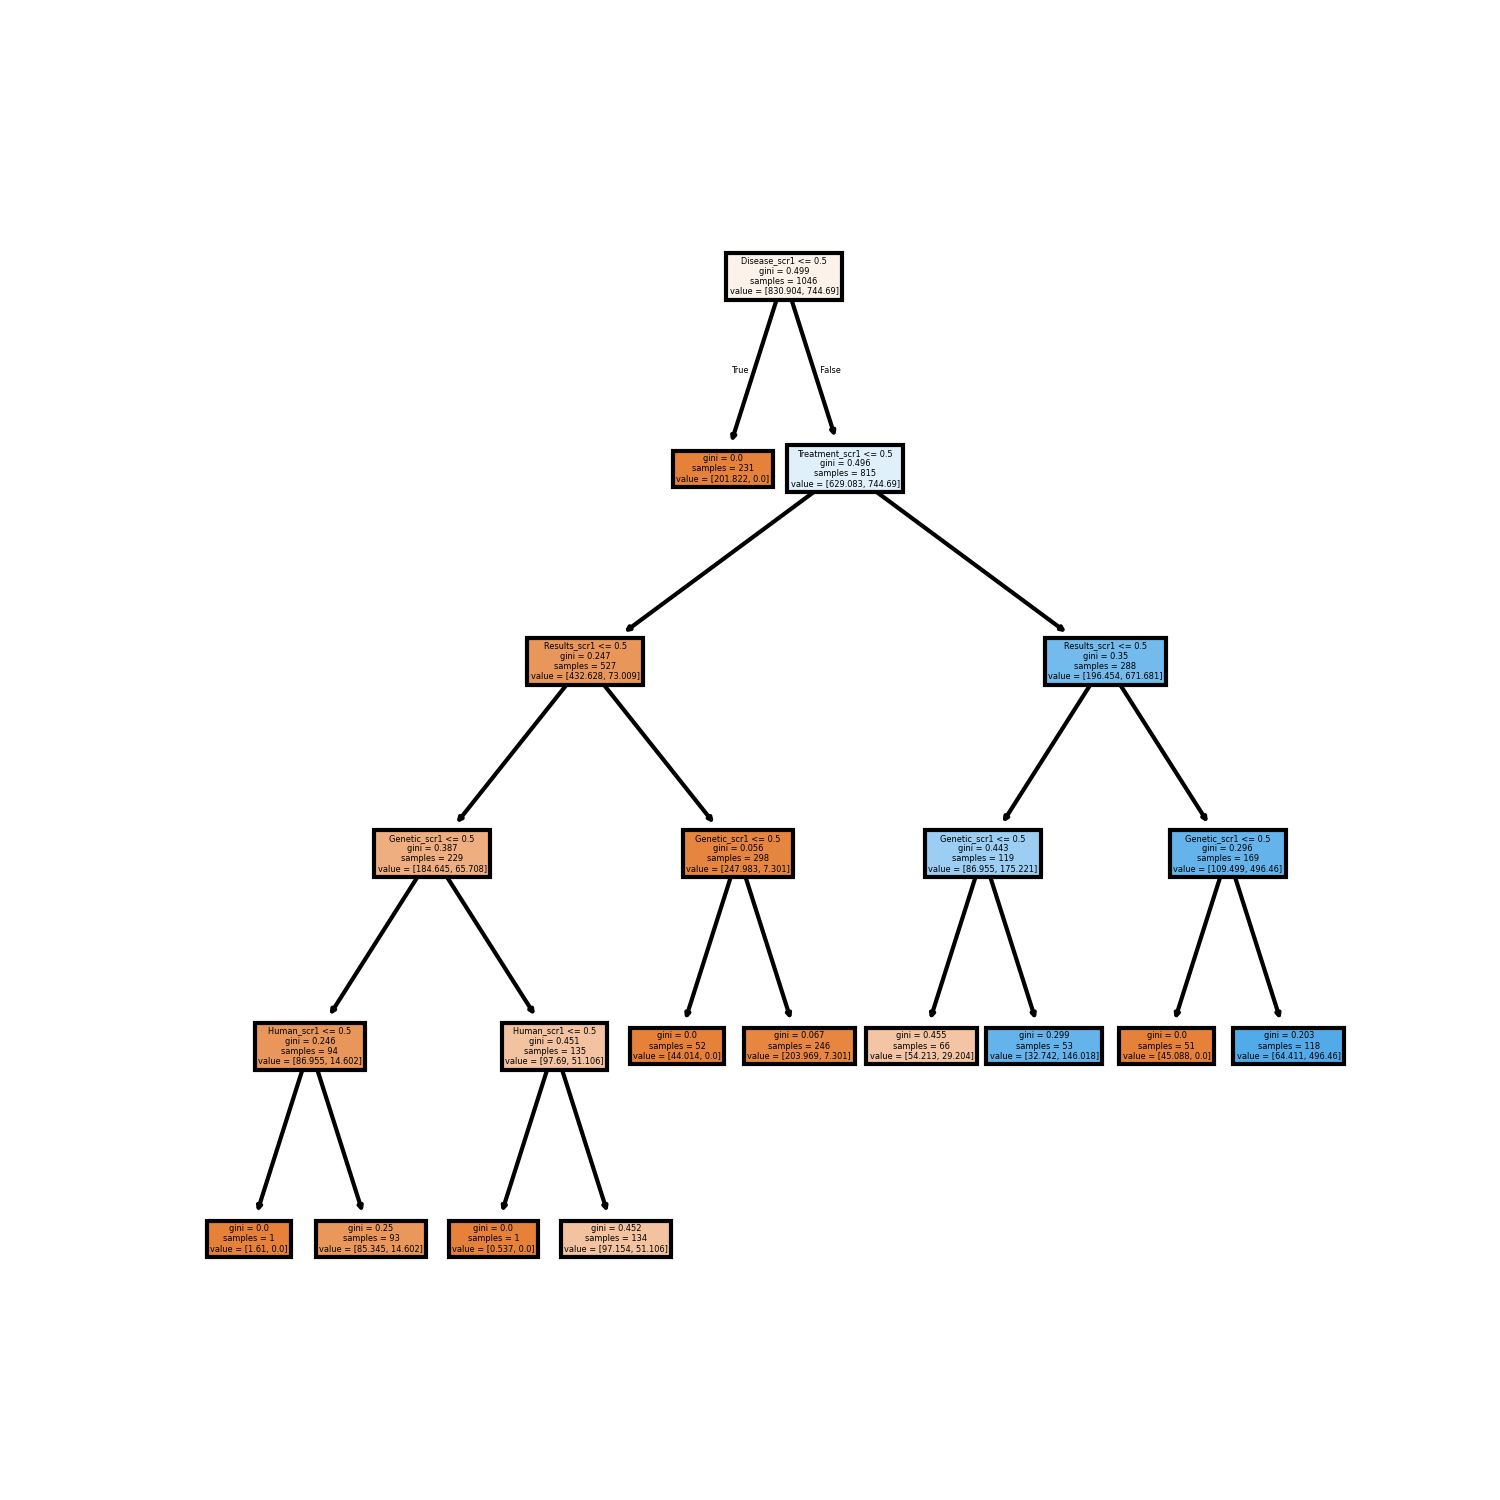 Disease_scr1 <= 0.5
gini = 0.499
samples = 1046
value = [830.904, 744.69]
True
False
gini = 0.0
samples = 231
value = [201.822, 0.0]
Treatment_scr1 <= 0.5
gini = 0.496
samples = 815
value = [629.083, 744.69]
Results_scr1 <= 0.5
gini = 0.247
samples = 527
value = [432.628, 73.009]
Results_scr1 <= 0.5
gini = 0.35
samples = 288
value = [196.454, 671.681]
Genetic_scr1 <= 0.5
gini = 0.387
samples = 229
value = [184.645, 65.708]
Genetic_scr1 <= 0.5
gini = 0.056
samples = 298
value = [247.983, 7.301]
Genetic_scr1 <= 0.5
gini = 0.443
samples = 119
value = [86.955, 175.221]
Genetic_scr1 <= 0.5
gini = 0.296
samples = 169
value = [109.499, 496.46]
Human_scr1 <= 0.5
gini = 0.246
samples = 94
value = [86.955, 14.602]
Human_scr1 <= 0.5
gini = 0.451
samples = 135
value = [97.69, 51.106]
gini = 0.0
samples = 52
value = [44.014, 0.0]
gini = 0.067
samples = 246
value = [203.969, 7.301]
gini = 0.455
samples = 66
value = [54.213, 29.204]
gini = 0.299
samples = 53
value = [32.742, 146.018]
gini = 0.0
samples = 51
value = [45.088, 0.0]
gini = 0.203
samples = 118
value = [64.411, 496.46]
gini = 0.0
samples = 1
value = [1.61, 0.0]
gini = 0.25
samples = 93
value = [85.345, 14.602]
gini = 0.0
samples = 1
value = [0.537, 0.0]
gini = 0.452
samples = 134
value = [97.154, 51.106]